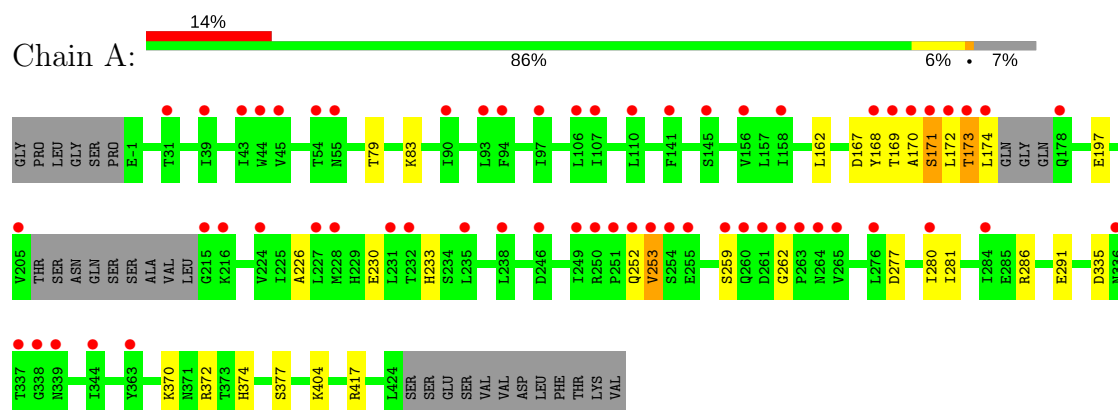 14%
Chain A:
86% 6% • 7%
GLY PRO LEU GLY SER PRO E-1 T31 I39 I43 W44 V45 T54 N55 T79 K83 I90 L93 F94 I97 L106 I107 L110 F141 S145 V156 L157 I158 L162 D167 Y168 T169 A170 S171 L172 T173 L174 GLN GLY GLN Q178 E197
V205 THR SER ASN GLN SER SER ALA VAL LEU G215 K216 V224 I225 A226 L227 M228 H229 E230 L231 T232 H233 S234 L235 L238 D246 I249 R250 P251 Q252 V253 S254 E255 S259 Q260 D261 G262 P263 N264 V265 L276 D277 I280 I281 I284 E285 R286 E291 D335 N336
T337 G338 N339 I344 Y363 K370 N371 R372 T373 H374 S377 K404 R417 L424 SER SER GLU SER VAL VAL ASP LEU PHE THR LYS VAL